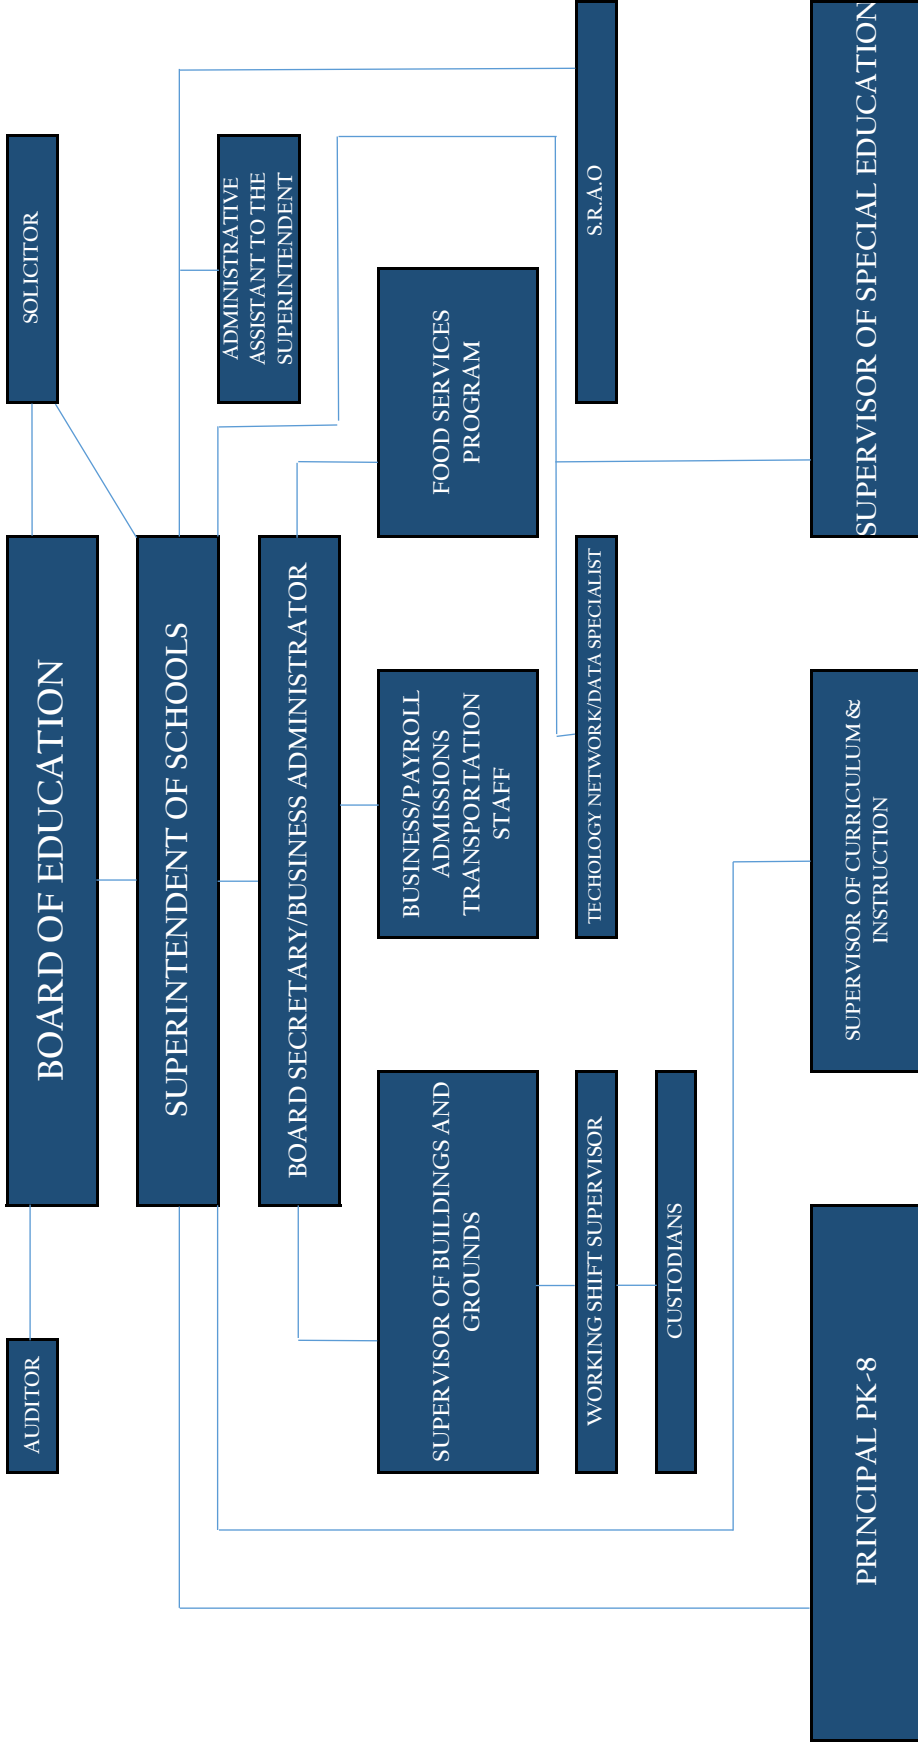 AUDITOR
BOARD OF EDUCATION
SOLICITOR
SUPERINTENDENT OF SCHOOLS
ADMINISTRATIVE
ASSISTANT TO THE
SUPERINTENDENT
BOARD SECRETARY/BUSINESS ADMINISTRATOR
SUPERVISOR OF BUILDINGS AND
GROUNDS
BUSINESS/PAYROLL
ADMISSIONS
TRANSPORTATION
STAFF
FOOD SERVICES
PROGRAM
WORKING SHIFT SUPERVISOR
TECHOLOGY NETWORK/DATA SPECIALIST
S.R.A.O
CUSTODIANS
PRINCIPAL PK-8
SUPERVISOR OF CURRICULUM &
INSTRUCTION
SUPERVISOR OF SPECIAL EDUCATION